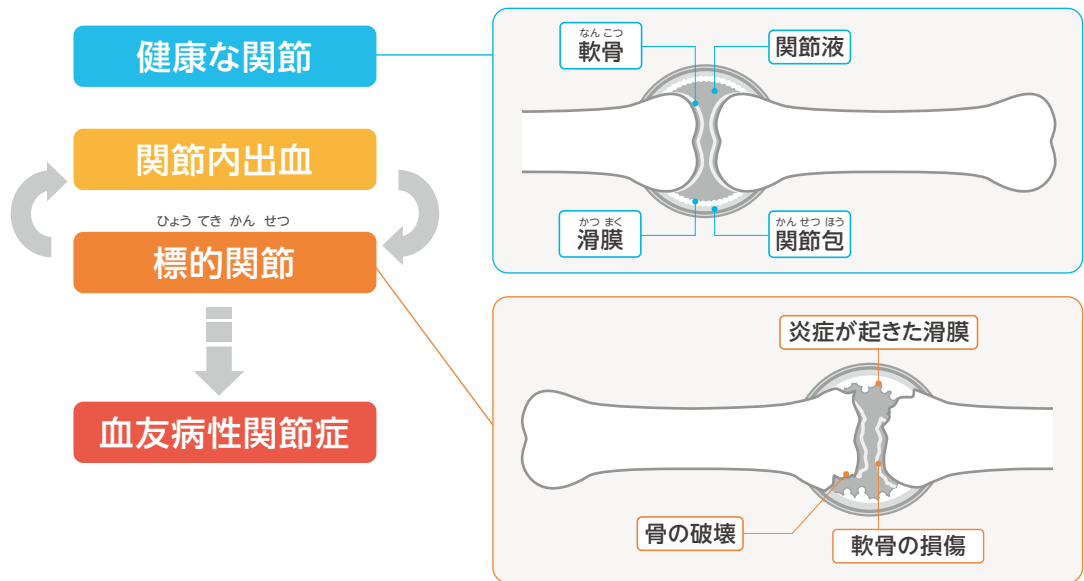 健康な関節
関節内出血
ひょう てき かん せつ
標的関節
血友病性関節症
なん こつ
軟骨
関節液
かつ まく
滑膜
かん せつ ほう
関節包
炎症が起きた滑膜
骨の破壊
軟骨の損傷